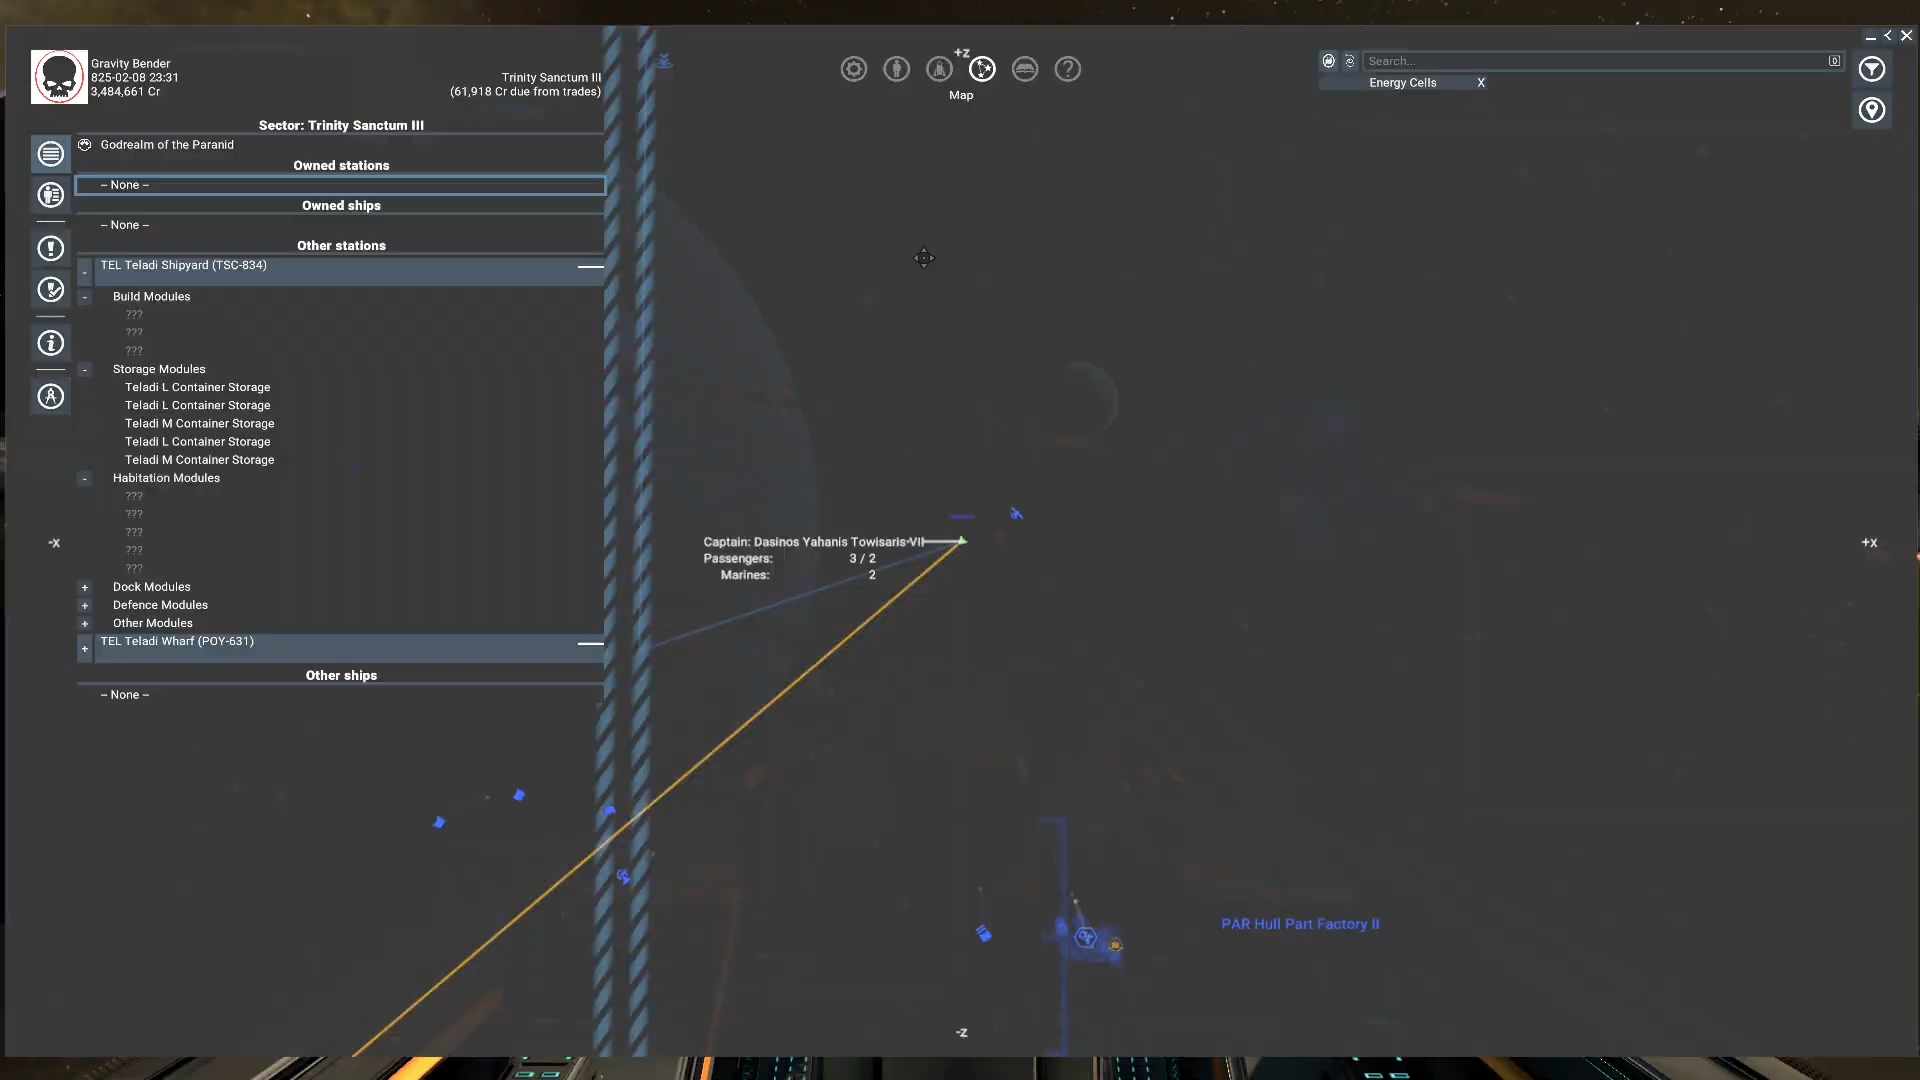 Gravity Bender
825-02-08 23:31
3,484,661 Cr
Trinity Sanctum III
(61,918 Cr due from trades)
+Z
Map
Search...
Energy Cells X
Sector: Trinity Sanctum III
Godrealm of the Paranid
Owned stations
– None –
Owned ships
– None –
Other stations
- TEL Teladi Shipyard (TSC-834)
- Build Modules
???
???
???
- Storage Modules
Teladi L Container Storage
Teladi L Container Storage
Teladi M Container Storage
Teladi L Container Storage
Teladi M Container Storage
- Habitation Modules
???
???
???
???
???
+ Dock Modules
+ Defence Modules
+ Other Modules
+ TEL Teladi Wharf (POY-631)
Other ships
– None –
-X
+X
Captain: Dasinos Yahanis Towisaris-VII
Passengers: 3 / 2
Marines: 2
PAR Hull Part Factory II
-Z